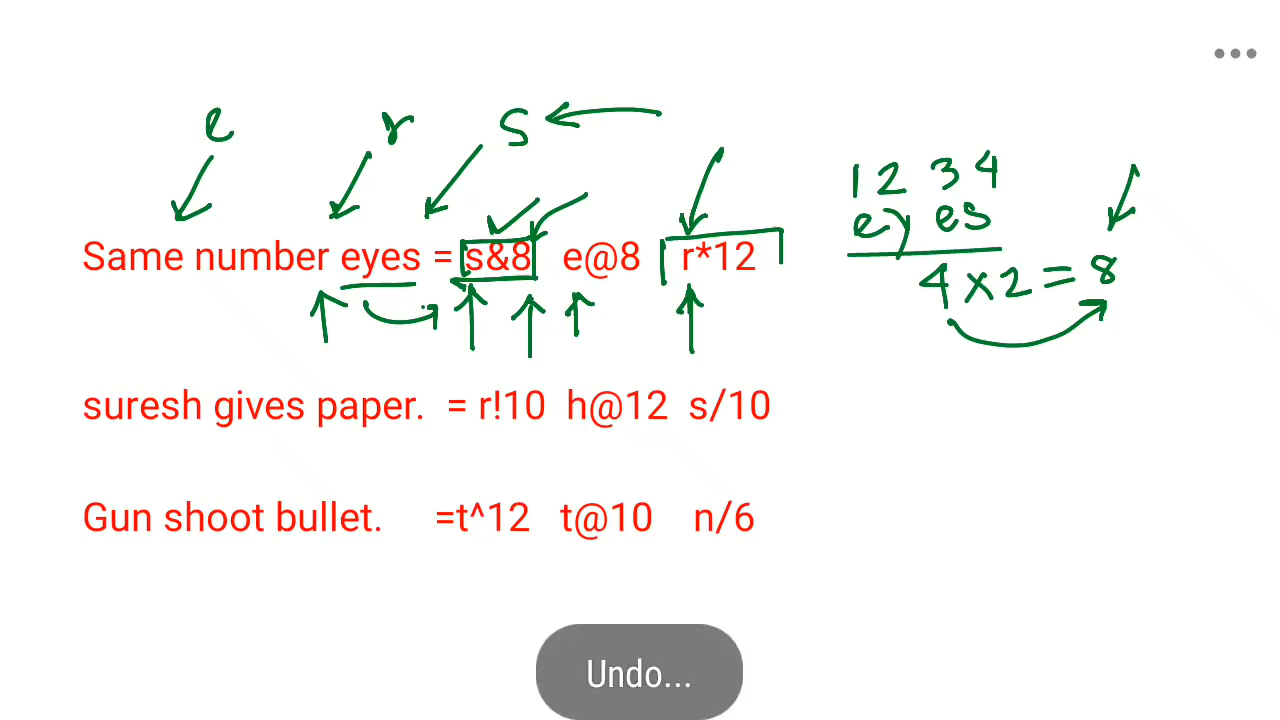 e r s
1 2 3 4
eyes
Same number eyes = s&8 e@8 r*12
4 x 2 = 8
suresh gives paper. = r!10 h@12 s/10
Gun shoot bullet. =t^12 t@10 n/6
Undo...